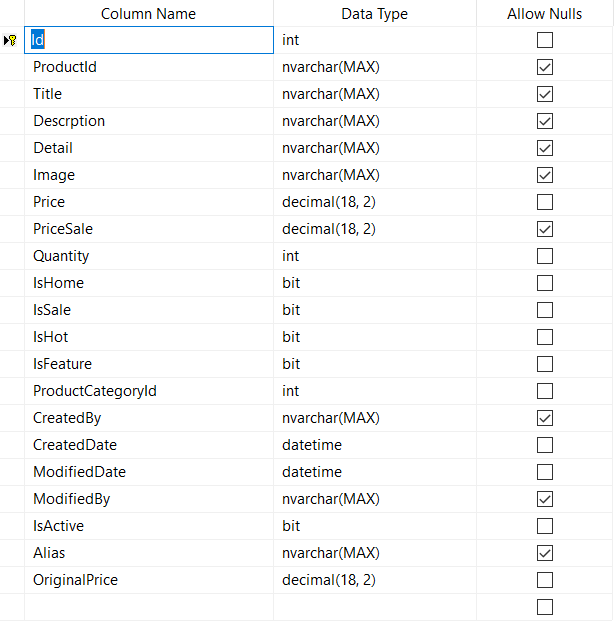 Column Name Data Type Allow Nulls
Id int
ProductId nvarchar(MAX)
Title nvarchar(MAX)
Descrption nvarchar(MAX)
Detail nvarchar(MAX)
Image nvarchar(MAX)
Price decimal(18, 2)
PriceSale decimal(18, 2)
Quantity int
IsHome bit
IsSale bit
IsHot bit
IsFeature bit
ProductCategoryId int
CreatedBy nvarchar(MAX)
CreatedDate datetime
ModifiedDate datetime
ModifiedBy nvarchar(MAX)
IsActive bit
Alias nvarchar(MAX)
OriginalPrice decimal(18, 2)